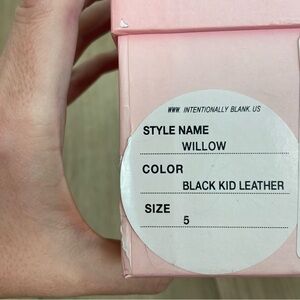 WWW. INTENTIONALLY BLANK. US
STYLE NAME
WILLOW
COLOR
BLACK KID LEATHER
SIZE
5